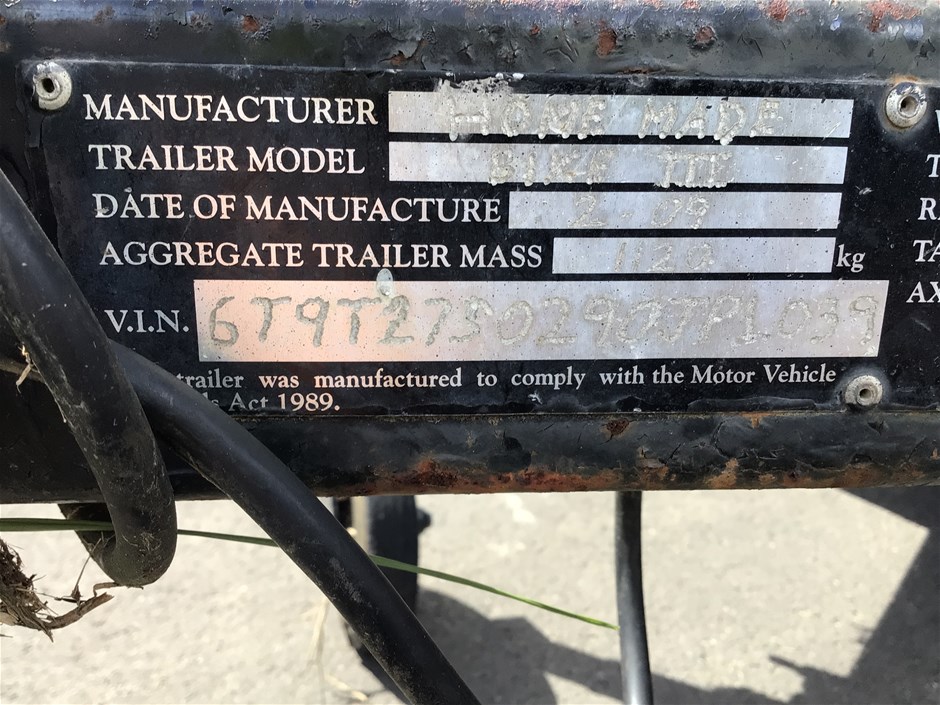 MANUFACTURER HOME MADE
TRAILER MODEL BIKE
DATE OF MANUFACTURE 2-09
AGGREGATE TRAILER MASS 1120 kg
V.I.N.
trailer was manufactured to comply with the Motor Vehicle
Act 1989.